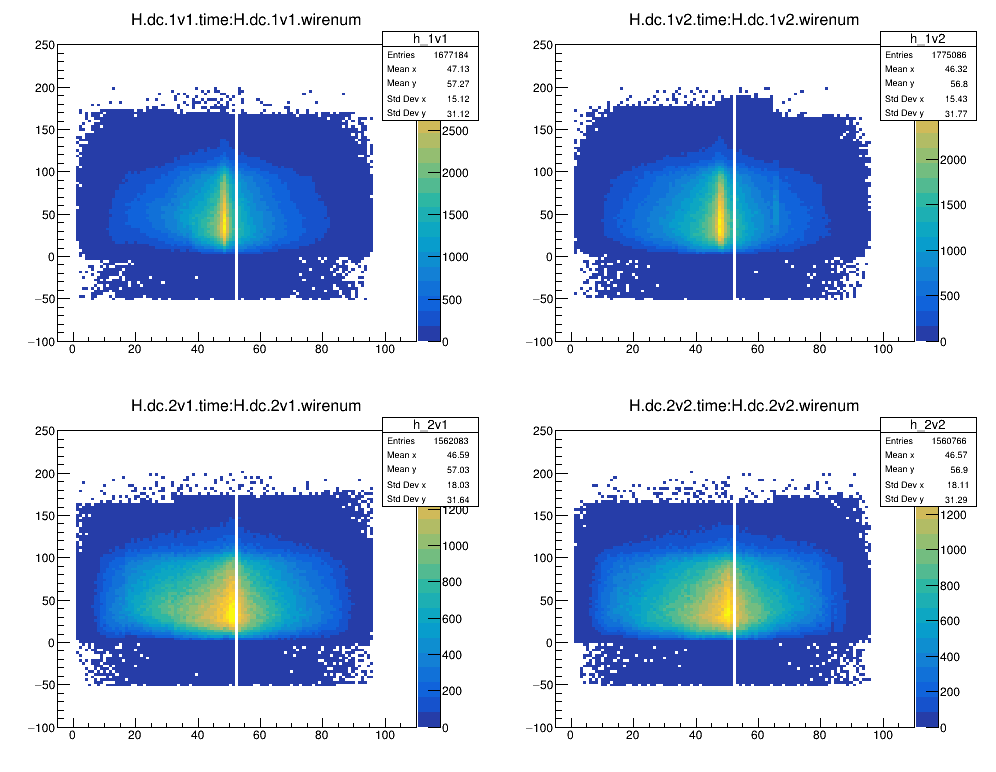 H.dc.1v1.time:H.dc.1v1.wirenum
h_1v1
Entries 1677184
Mean x 47.13
Mean y 57.27
Std Dev x 15.12
Std Dev y 31.12
250
200
150
100
50
0
−50
−100
0 20 40 60 80 100
2500
2000
1500
1000
500
0
H.dc.1v2.time:H.dc.1v2.wirenum
h_1v2
Entries 1775086
Mean x 46.32
Mean y 56.8
Std Dev x 15.43
Std Dev y 31.77
250
200
150
100
50
0
−50
−100
0 20 40 60 80 100
2000
1500
1000
500
0
H.dc.2v1.time:H.dc.2v1.wirenum
h_2v1
Entries 1562083
Mean x 46.59
Mean y 57.03
Std Dev x 18.03
Std Dev y 31.64
250
200
150
100
50
0
−50
−100
0 20 40 60 80 100
1200
1000
800
600
400
200
0
H.dc.2v2.time:H.dc.2v2.wirenum
h_2v2
Entries 1560766
Mean x 46.57
Mean y 56.9
Std Dev x 18.11
Std Dev y 31.29
250
200
150
100
50
0
−50
−100
0 20 40 60 80 100
1200
1000
800
600
400
200
0